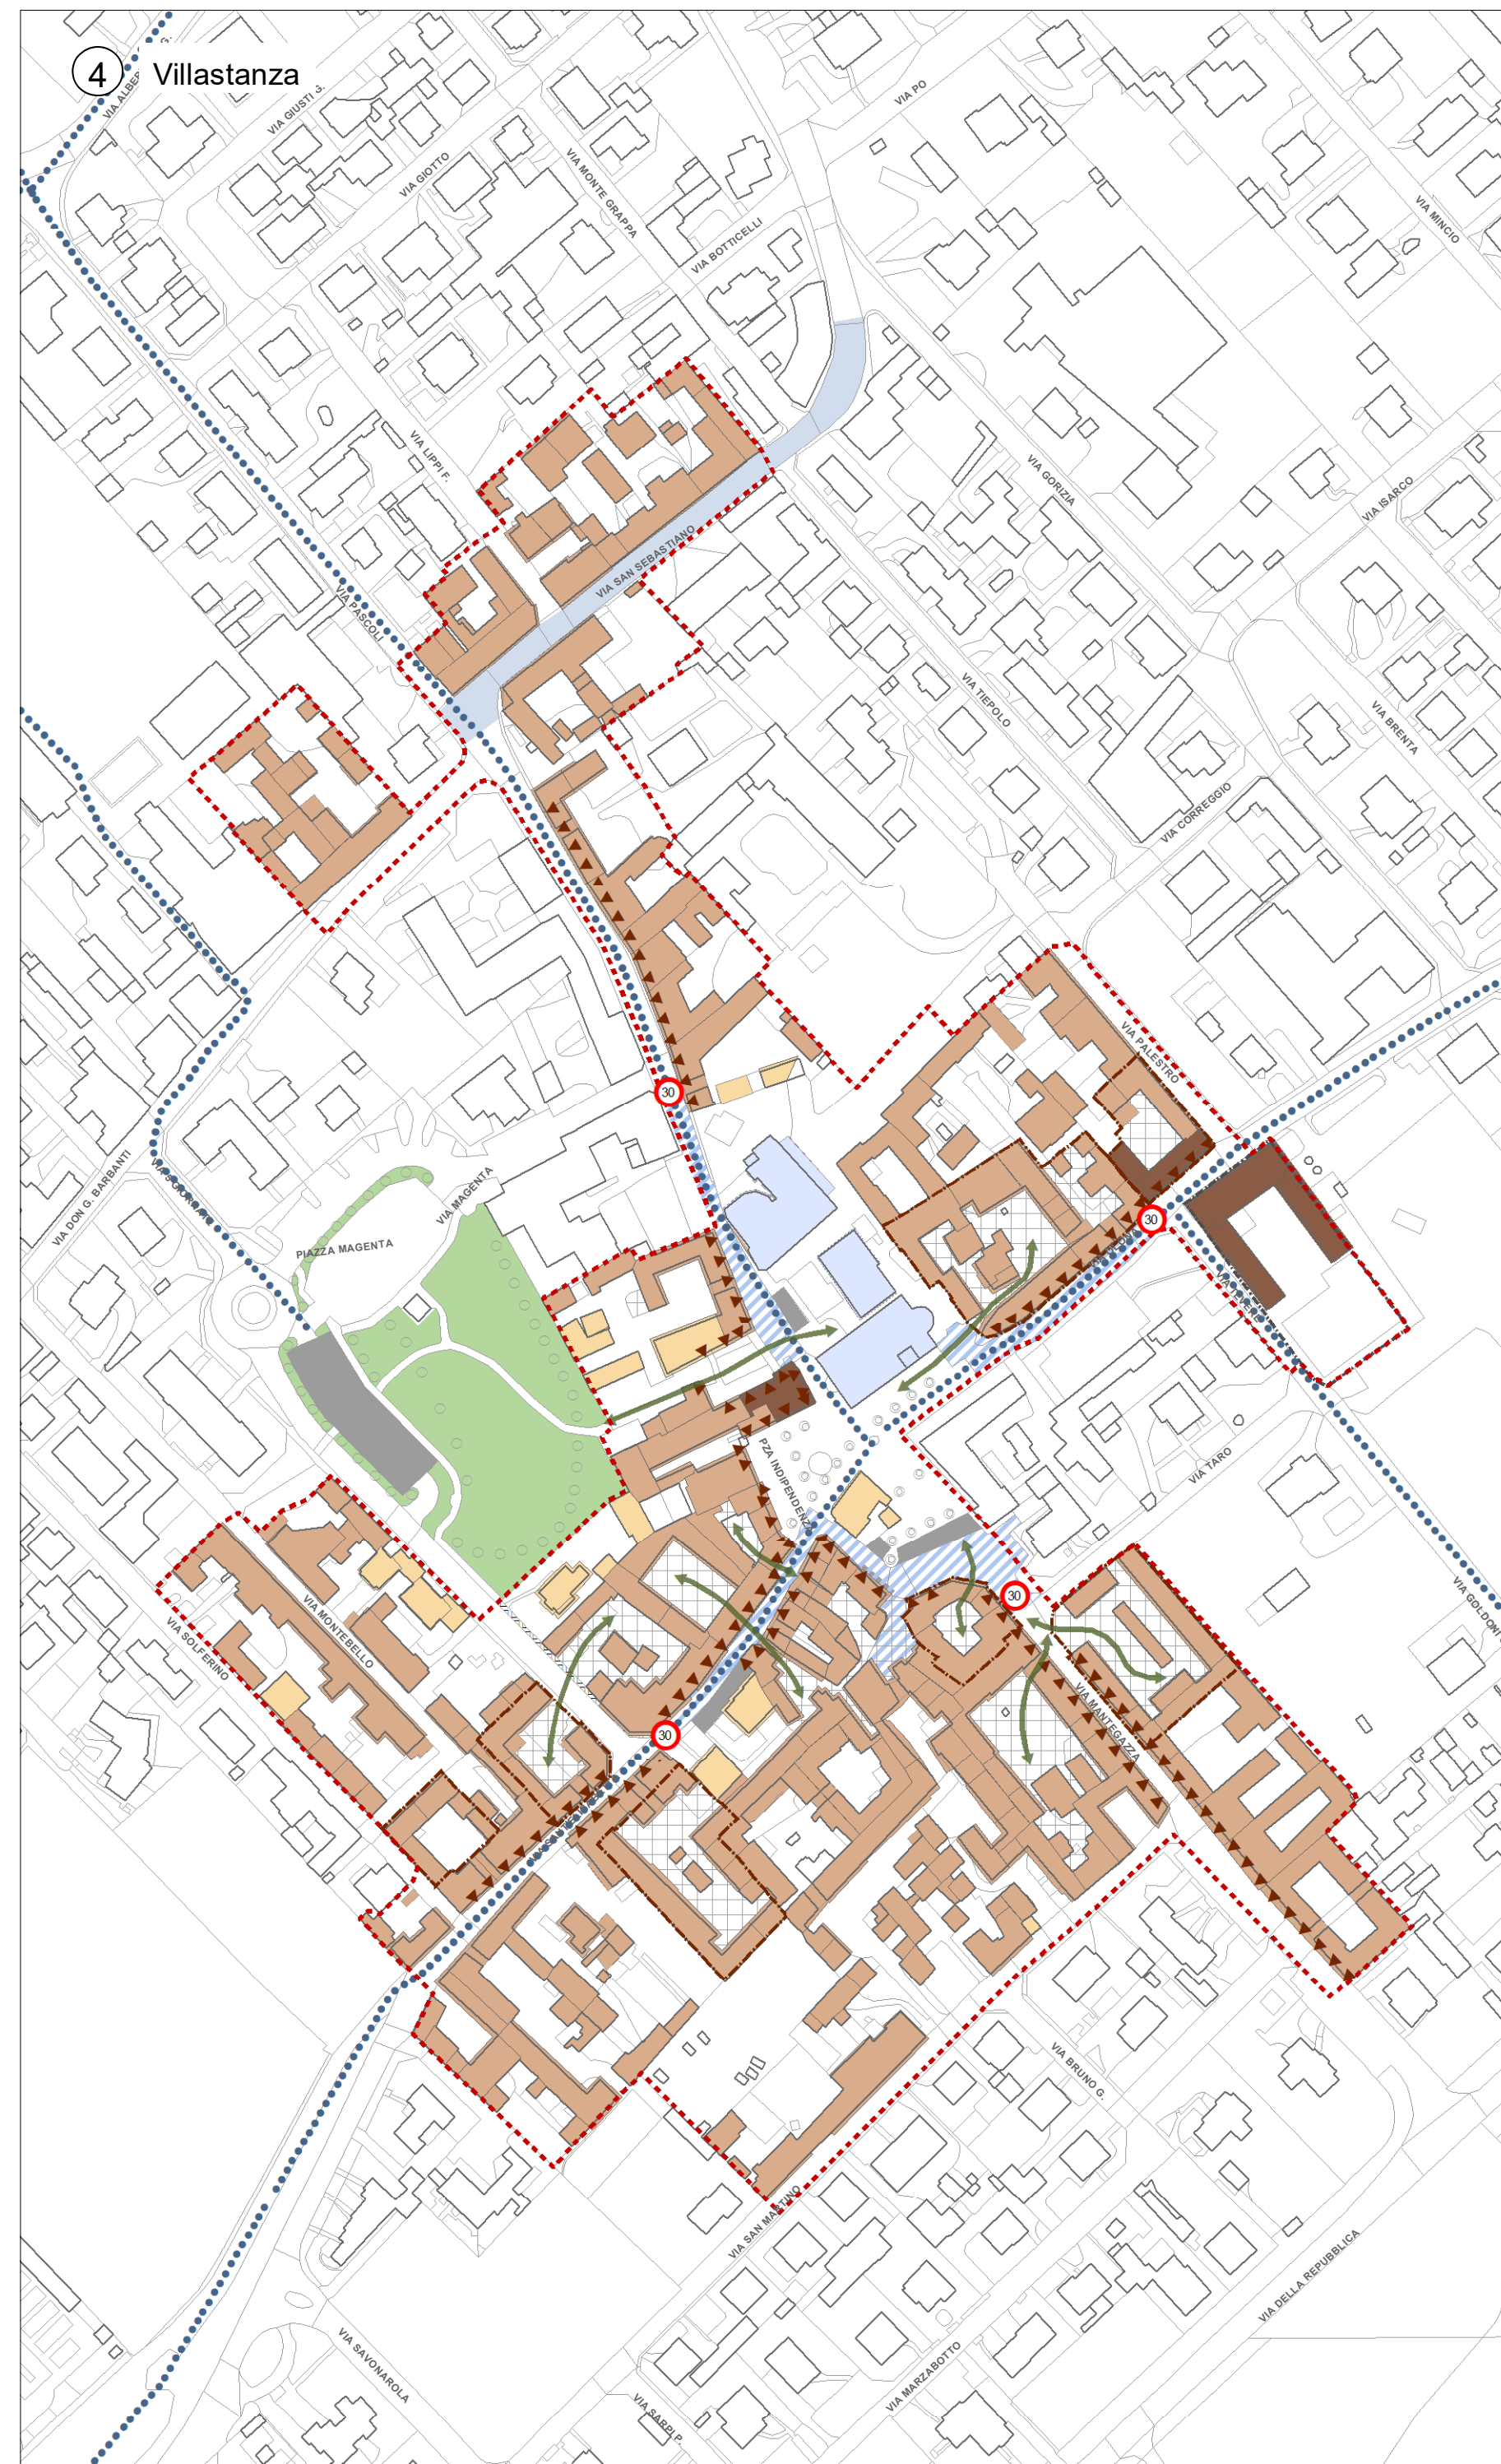 4 Villastanza
VIA GIUSTI G.
VIA GIOTTO
VIA MONTE GRAPPA
VIA PO
VIA BOTTICELLI
VIA MINCIO
VIA LIPPI F.
VIA GORIZIA
VIA ISARCO
VIA SAN SEBASTIANO
VIA PASCOLI
VIA TIEPOLO
VIA BRENTA
VIA CORREGGIO
VIA PALESTRO
30
VIA DON G. BARBANTI
VIA MAGENTA
PIAZZA MAGENTA
30
VIA TARO
PZA INDIPENDENZA
VIA GOLDONI
30
VIA MONTEBELLO
VIA SOLFERINO
VIA MANTEGAZZA
30
VIA BRUNO G.
VIA SAN MARTINO
VIA DELLA REPUBBLICA
VIA SAVONAROLA
VIA MARZABOTTO
VIA SARPI P.